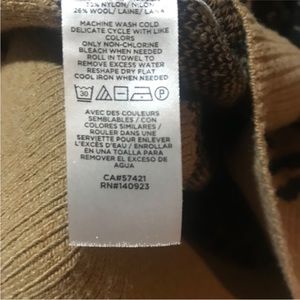 NYLON/ NILON
26% WOOL/ LAINE/ LANA
MACHINE WASH COLD
DELICATE CYCLE WITH LIKE
COLORS
ONLY NON-CHLORINE
BLEACH WHEN NEEDED
ROLL IN TOWEL TO
REMOVE EXCESS WATER
RESHAPE DRY FLAT
COOL IRON WHEN NEEDED
30
AVEC DES COULEURS
SEMBLABLES / CON
COLORES SIMILARES /
ROULER DANS UNE
SERVIETTE POUR ENLEVER
L'EXCÈS D'EAU / ENROLLAR
EN UNA TOALLA PARA
REMOVER EL EXCESO DE
AGUA
CA#57421
RN#140923